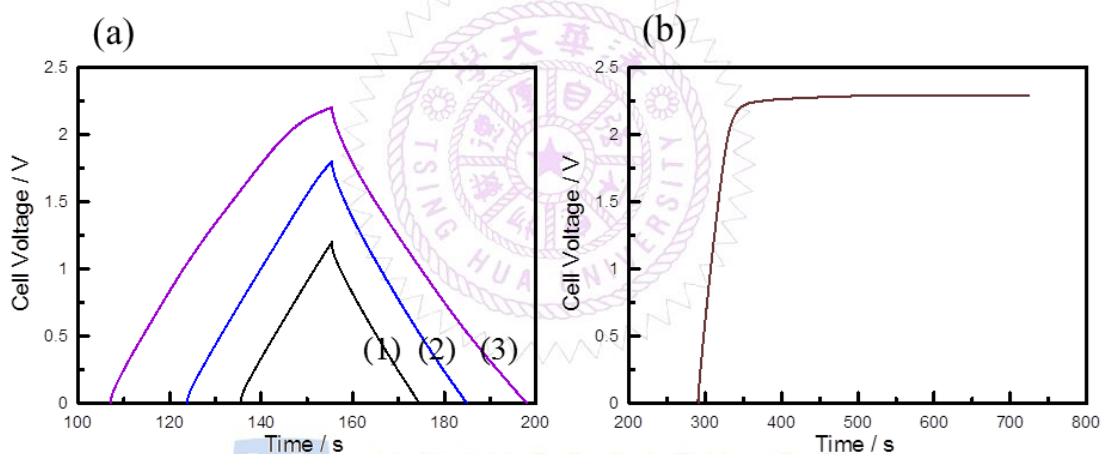 (a)
2.5
2
1.5
1
0.5
0
Cell Voltage / V
(1) (2) (3)
100 120 140 160 180 200
Time / s
(b)
2.5
2
1.5
1
0.5
0
Cell Voltage / V
200 300 400 500 600 700 800
Time / s
TSING HUA UNIVERSITY